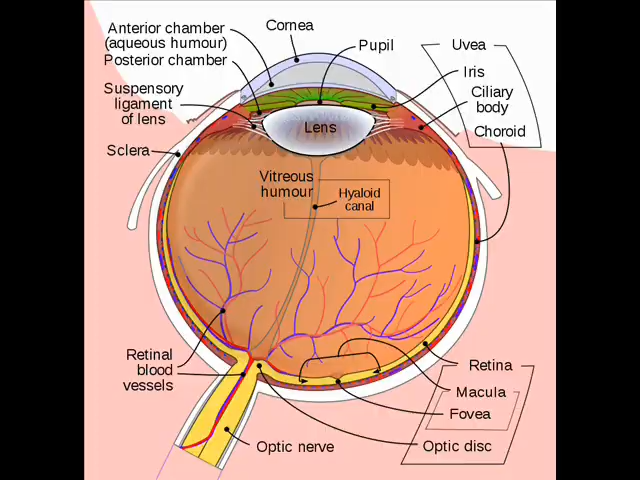 Cornea
Anterior chamber
(aqueous humour)
Posterior chamber
Pupil
Uvea
Iris
Suspensory
ligament
of lens
Ciliary
body
Choroid
Lens
Sclera
Vitreous
humour
Hyaloid
canal
Retinal
blood
vessels
Retina
Macula
Fovea
Optic nerve
Optic disc